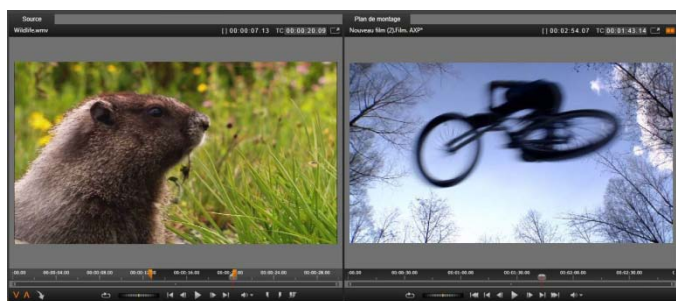 Source
Wildlife.wmv
[ ] 00:00:07.13 TC 00:00:20.09
-00.00 00:00:04.00 00:00:08.00 00:00:16.00 00:00:24.00 00:00:28.00
Plan de montage
Nouveau film (2).Film. AXP*
[ ] 00:02:54.07 TC 00:01:43.14
-00.00 00:00:30.00 00:01:00.00 00:01:30.00 00:02:00.00 00:02:30.00